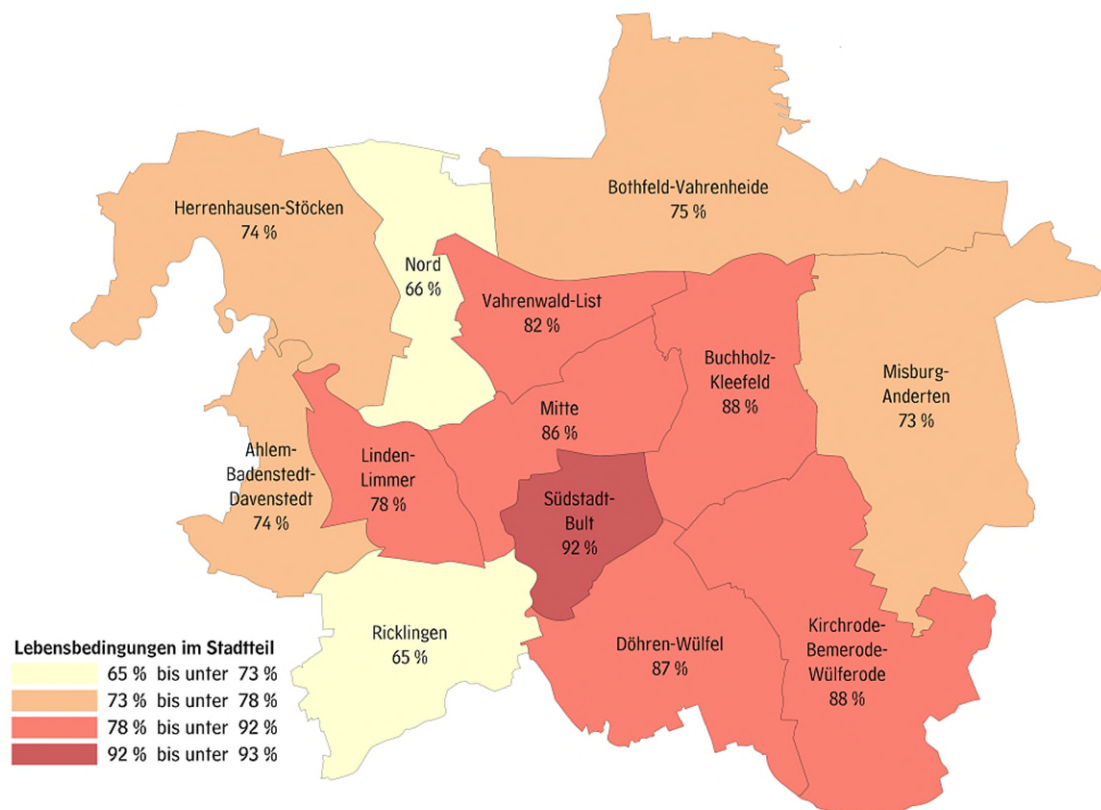 Bothfeld-Vahrenheide
75 %
Herrenhausen-Stöcken
74 %
Nord
66 %
Vahrenwald-List
82 %
Buchholz-
Kleefeld
88 %
Misburg-
Anderten
73 %
Mitte
86 %
Ahlem-
Badenstedt-
Davenstedt
74 %
Linden-
Limmer
78 %
Südstadt-
Bult
92 %
Ricklingen
65 %
Döhren-Wülfel
87 %
Kirchrode-
Bemerode-
Wülferode
88 %
Lebensbedingungen im Stadtteil
65 % bis unter 73 %
73 % bis unter 78 %
78 % bis unter 92 %
92 % bis unter 93 %